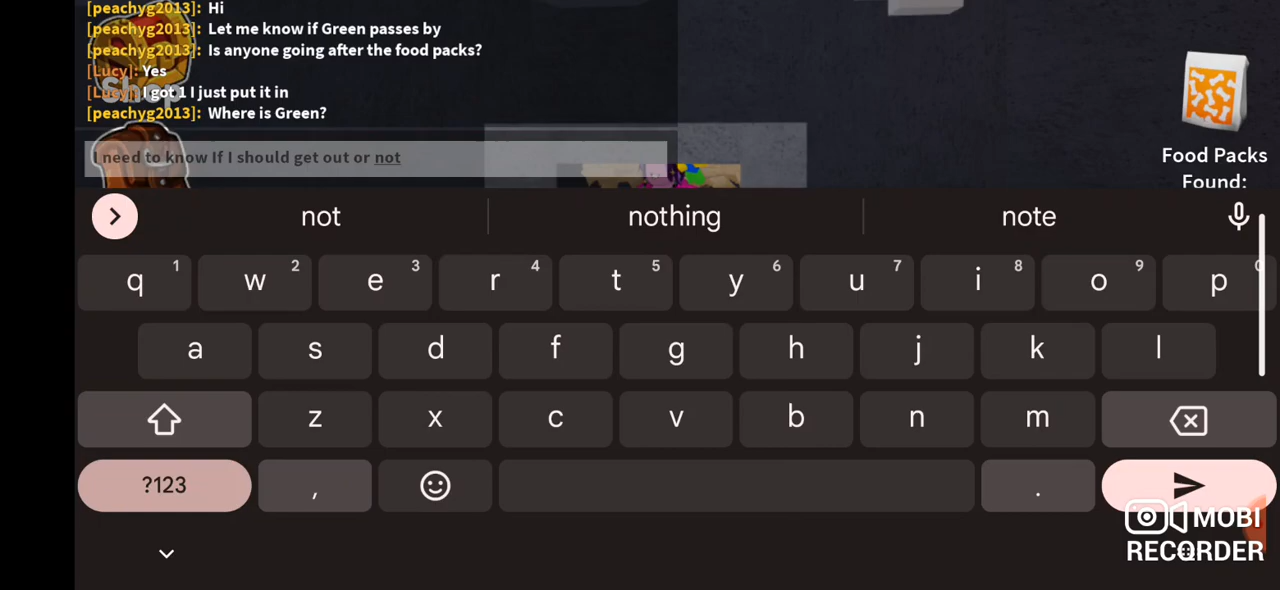 [peachyg2013]: Hi
[peachyg2013]: Let me know if Green passes by
[peachyg2013]: Is anyone going after the food packs?
[Lucy]: Yes
[Lucy]: I got 1 I just put it in
Shop
[peachyg2013]: Where is Green?
I need to know If I should get out or not
Food Packs
Found:
not nothing note
q 1 w 2 e 3 r 4 t 5 y 6 u 7 i 8 o 9 p 0
a s d f g h j k l
z x c v b n m
?123 , .
MOBI
RECORDER